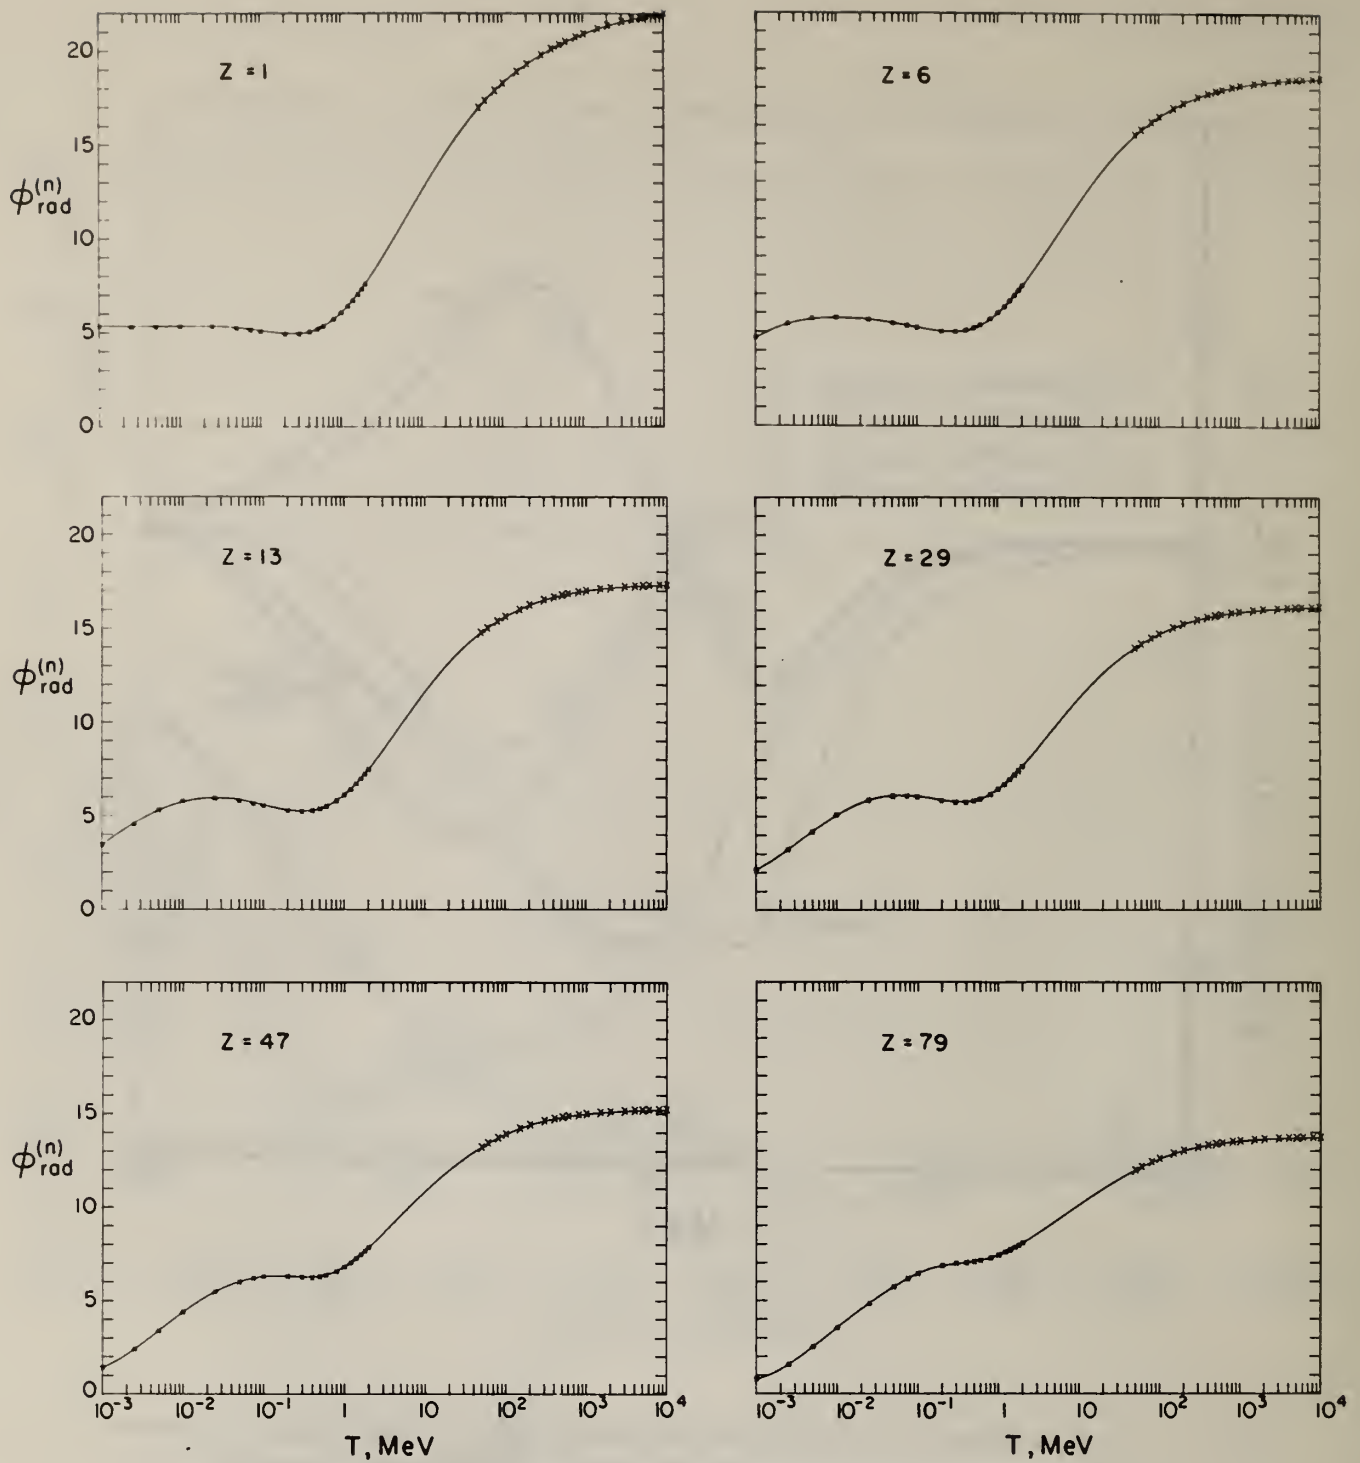 Z = 1
20
15
ϕ(n)rad
10
5
0
Z = 6
Z = 13
20
15
ϕ(n)rad
10
5
0
Z = 29
Z = 47
20
15
ϕ(n)rad
10
5
0
10⁻³ 10⁻² 10⁻¹ 1 10 10² 10³ 10⁴
T, MeV
Z = 79
10⁻³ 10⁻² 10⁻¹ 1 10 10² 10³ 10⁴
T, MeV